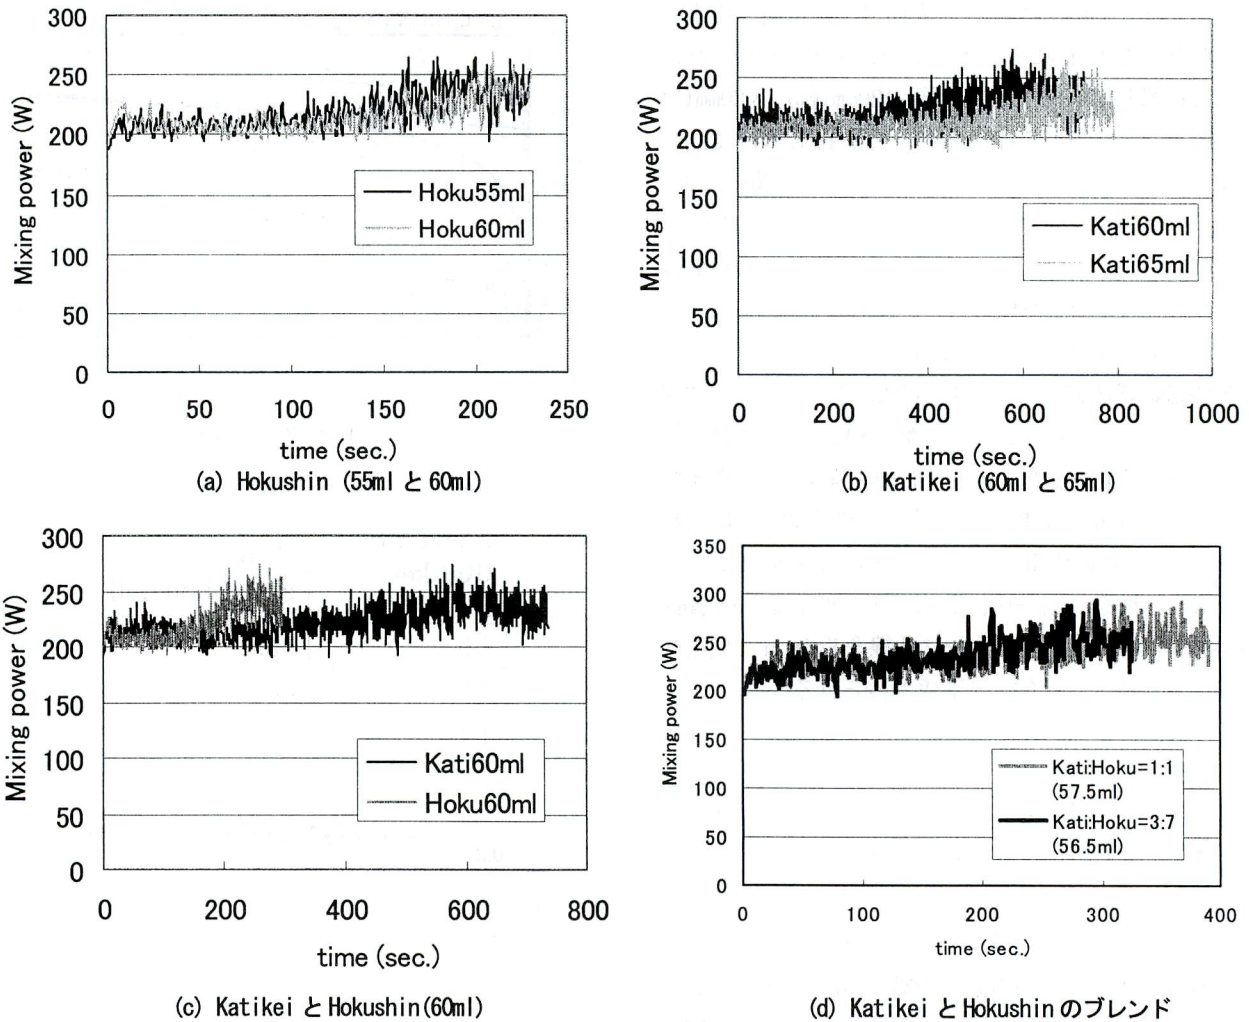 300
250
200
150
100
50
0
Mixing power (W)
Hoku55ml
Hoku60ml
0 50 100 150 200 250
time (sec.)
(a) Hokushin (55ml と 60ml)
300
250
200
150
100
50
0
Mixing power (W)
Kati60ml
Kati65ml
0 200 400 600 800 1000
time (sec.)
(b) Katikei (60ml と 65ml)
300
250
200
150
100
50
0
Mixing power (W)
Kati60ml
Hoku60ml
0 200 400 600 800
time (sec.)
(c) Katikei と Hokushin(60ml)
350
300
250
200
150
100
50
0
Mixing power (W)
Kati:Hoku=1:1
(57.5ml)
Kati:Hoku=3:7
(56.5ml)
0 100 200 300 400
time (sec.)
(d) Katikei と Hokushin のブレンド